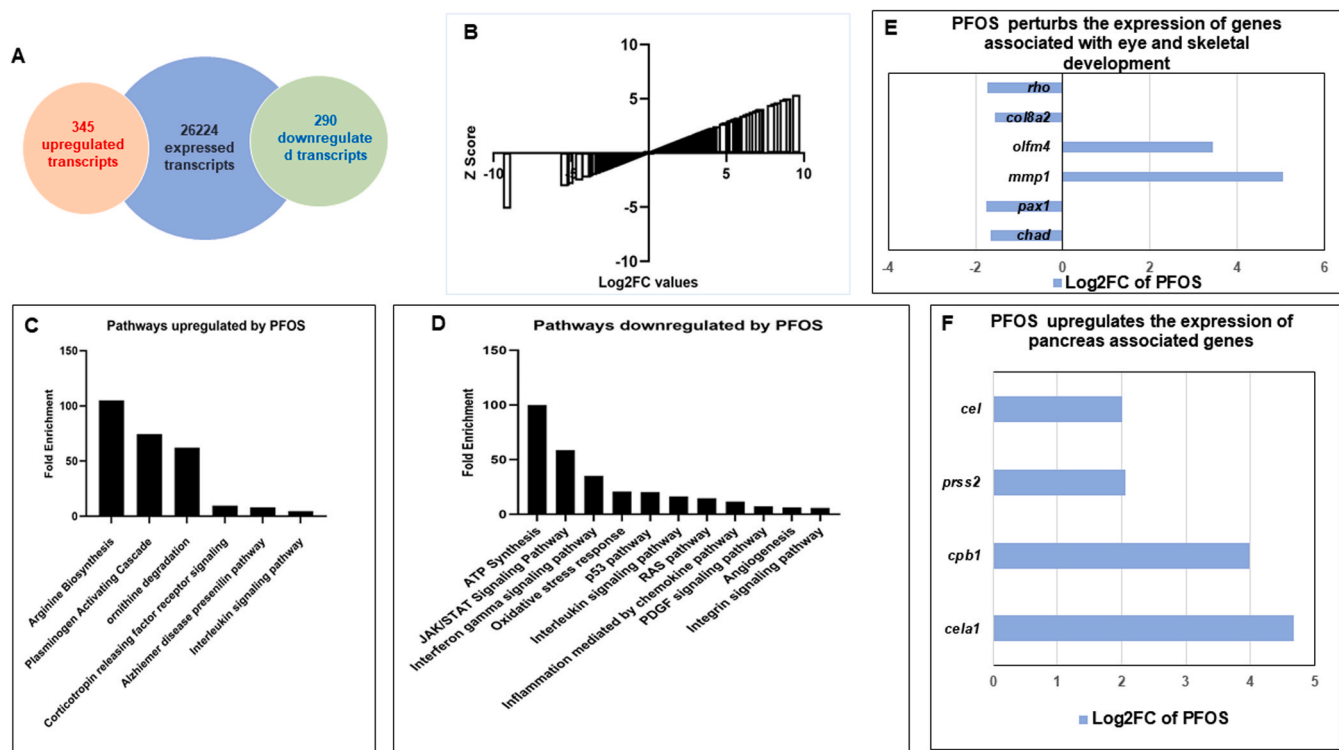 A
345
upregulated
transcripts
26224
expressed
transcripts
290
downregulate
d transcripts
B
10
5
-10
-5
5
10
-5
-10
Z Score
Log2FC values
E
PFOS perturbs the expression of genes
associated with eye and skeletal
development
rho
col8a2
olfm4
mmp1
pax1
chad
-4
-2
0
2
4
6
Log2FC of PFOS
C
Pathways upregulated by PFOS
Fold Enrichment
150
100
50
0
Arginine Biosynthesis
Plasminogen Activating Cascade
ornithine degradation
Corticotropin releasing factor receptor signaling
Alzhiemer disease presenilin pathway
Interleukin signaling pathway
D
Pathways downregulated by PFOS
Fold Enrichment
150
100
50
0
ATP Synthesis
JAK/STAT Signaling Pathway
Interferon gamma signaling pathway
Oxidative stress response
p53 pathway
Interleukin signaling pathway
RAS pathway
Inflammation mediated by chemokine pathway
PDGF signaling pathway
Angiogenesis
Integrin signaling pathway
F
PFOS upregulates the expression of
pancreas associated genes
cel
prss2
cpb1
cela1
0
1
2
3
4
5
Log2FC of PFOS